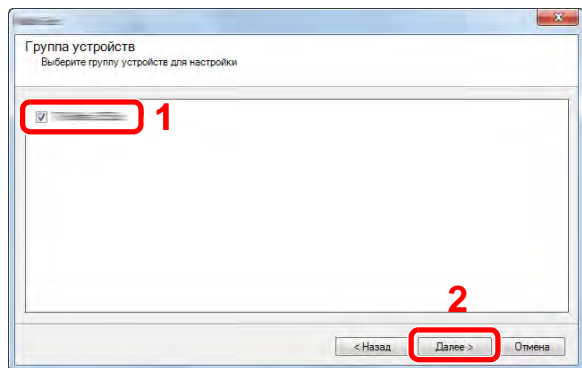 Группа устройств
Выберите группу устройств для настройки
1
2
< Назад
Далее >
Отмена